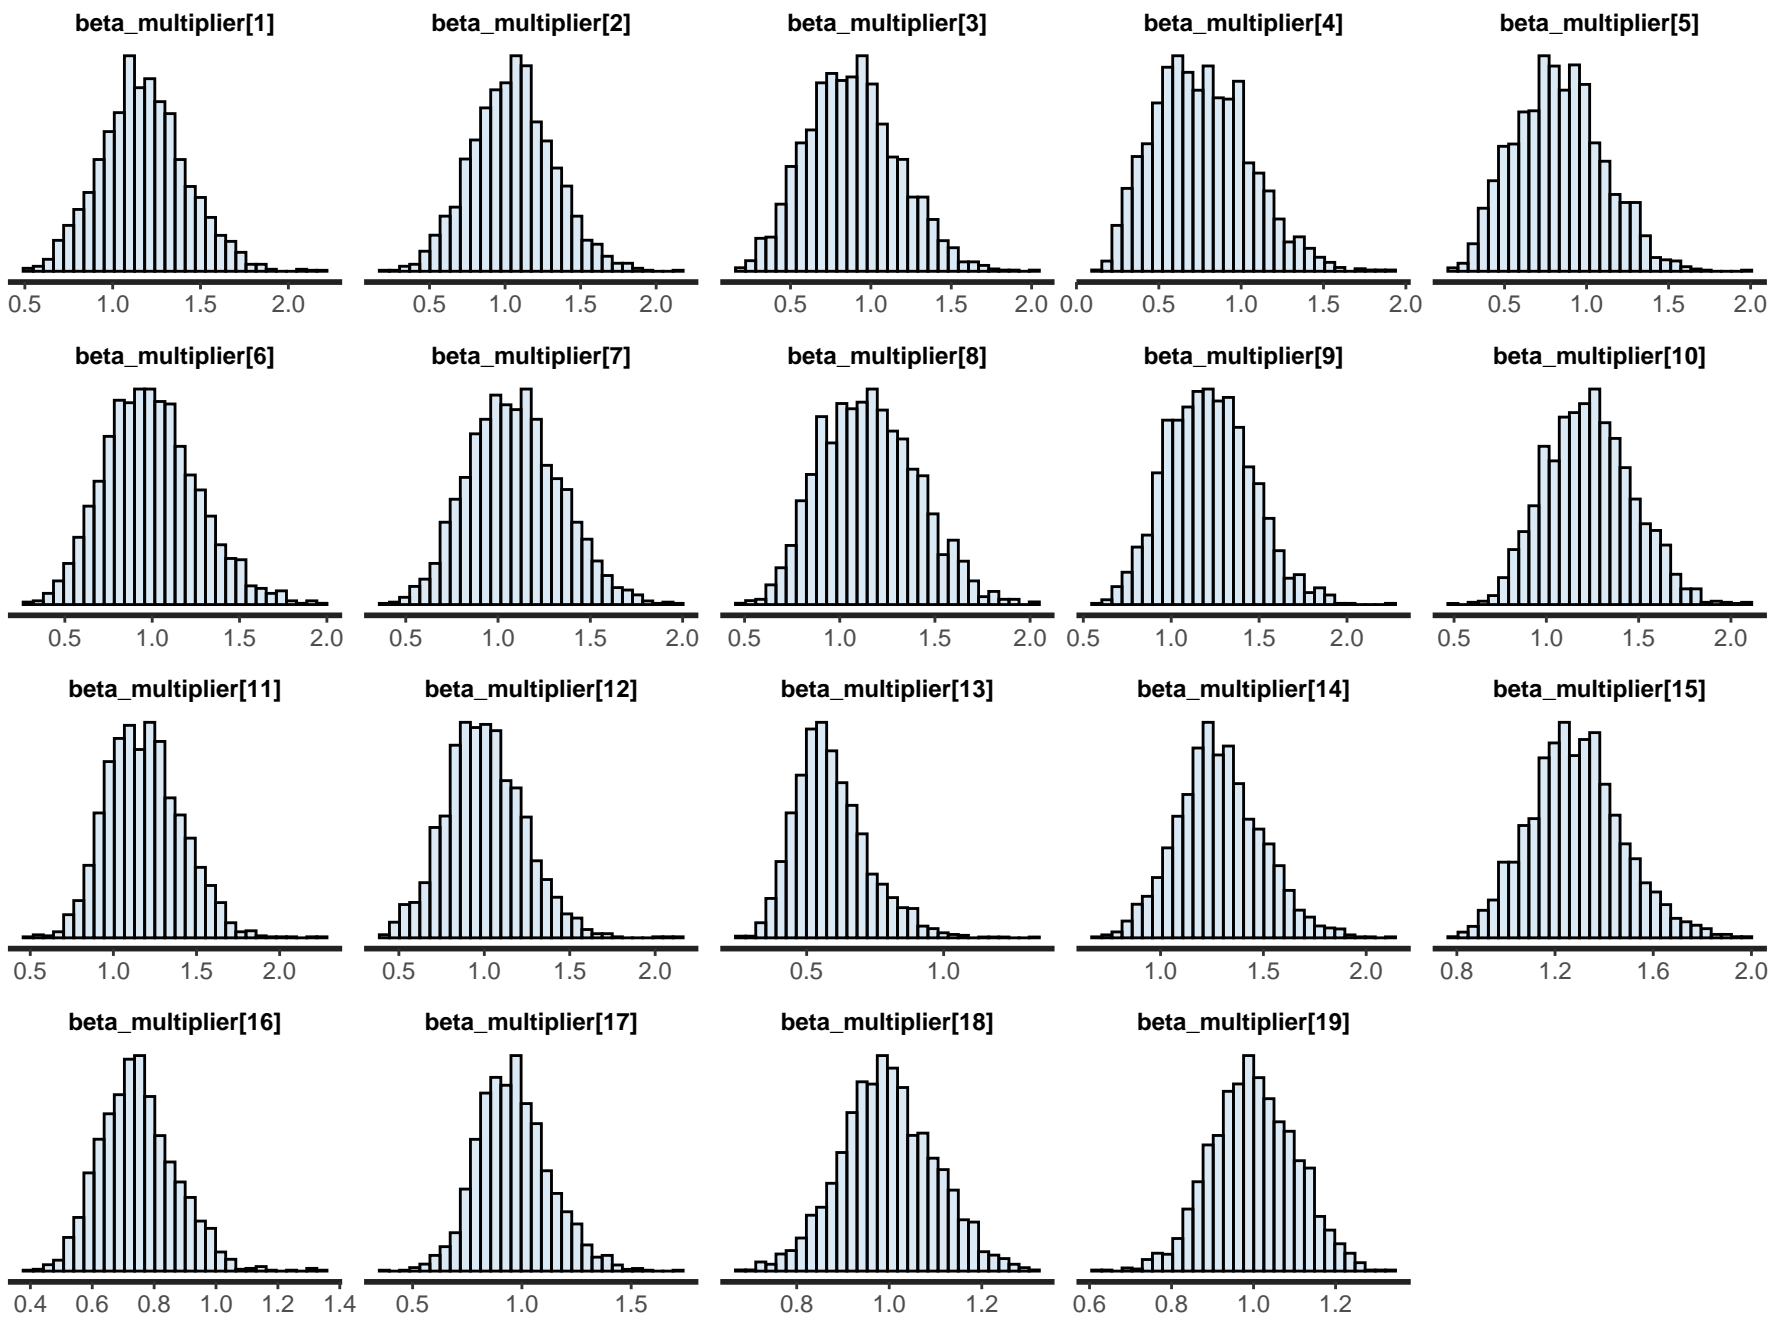 beta_multiplier[1] beta_multiplier[2] beta_multiplier[3] beta_multiplier[4] beta_multiplier[5]
0.5 1.0 1.5 2.0 0.5 1.0 1.5 2.0 0.5 1.0 1.5 2.0 0.0 0.5 1.0 1.5 2.0 0.5 1.0 1.5 2.0
beta_multiplier[6] beta_multiplier[7] beta_multiplier[8] beta_multiplier[9] beta_multiplier[10]
0.5 1.0 1.5 2.0 0.5 1.0 1.5 2.0 0.5 1.0 1.5 2.0 0.5 1.0 1.5 2.0 0.5 1.0 1.5 2.0
beta_multiplier[11] beta_multiplier[12] beta_multiplier[13] beta_multiplier[14] beta_multiplier[15]
0.5 1.0 1.5 2.0 0.5 1.0 1.5 2.0 0.5 1.0 1.0 1.5 2.0 0.8 1.2 1.6 2.0
beta_multiplier[16] beta_multiplier[17] beta_multiplier[18] beta_multiplier[19]
0.4 0.6 0.8 1.0 1.2 1.4 0.5 1.0 1.5 0.8 1.0 1.2 0.6 0.8 1.0 1.2